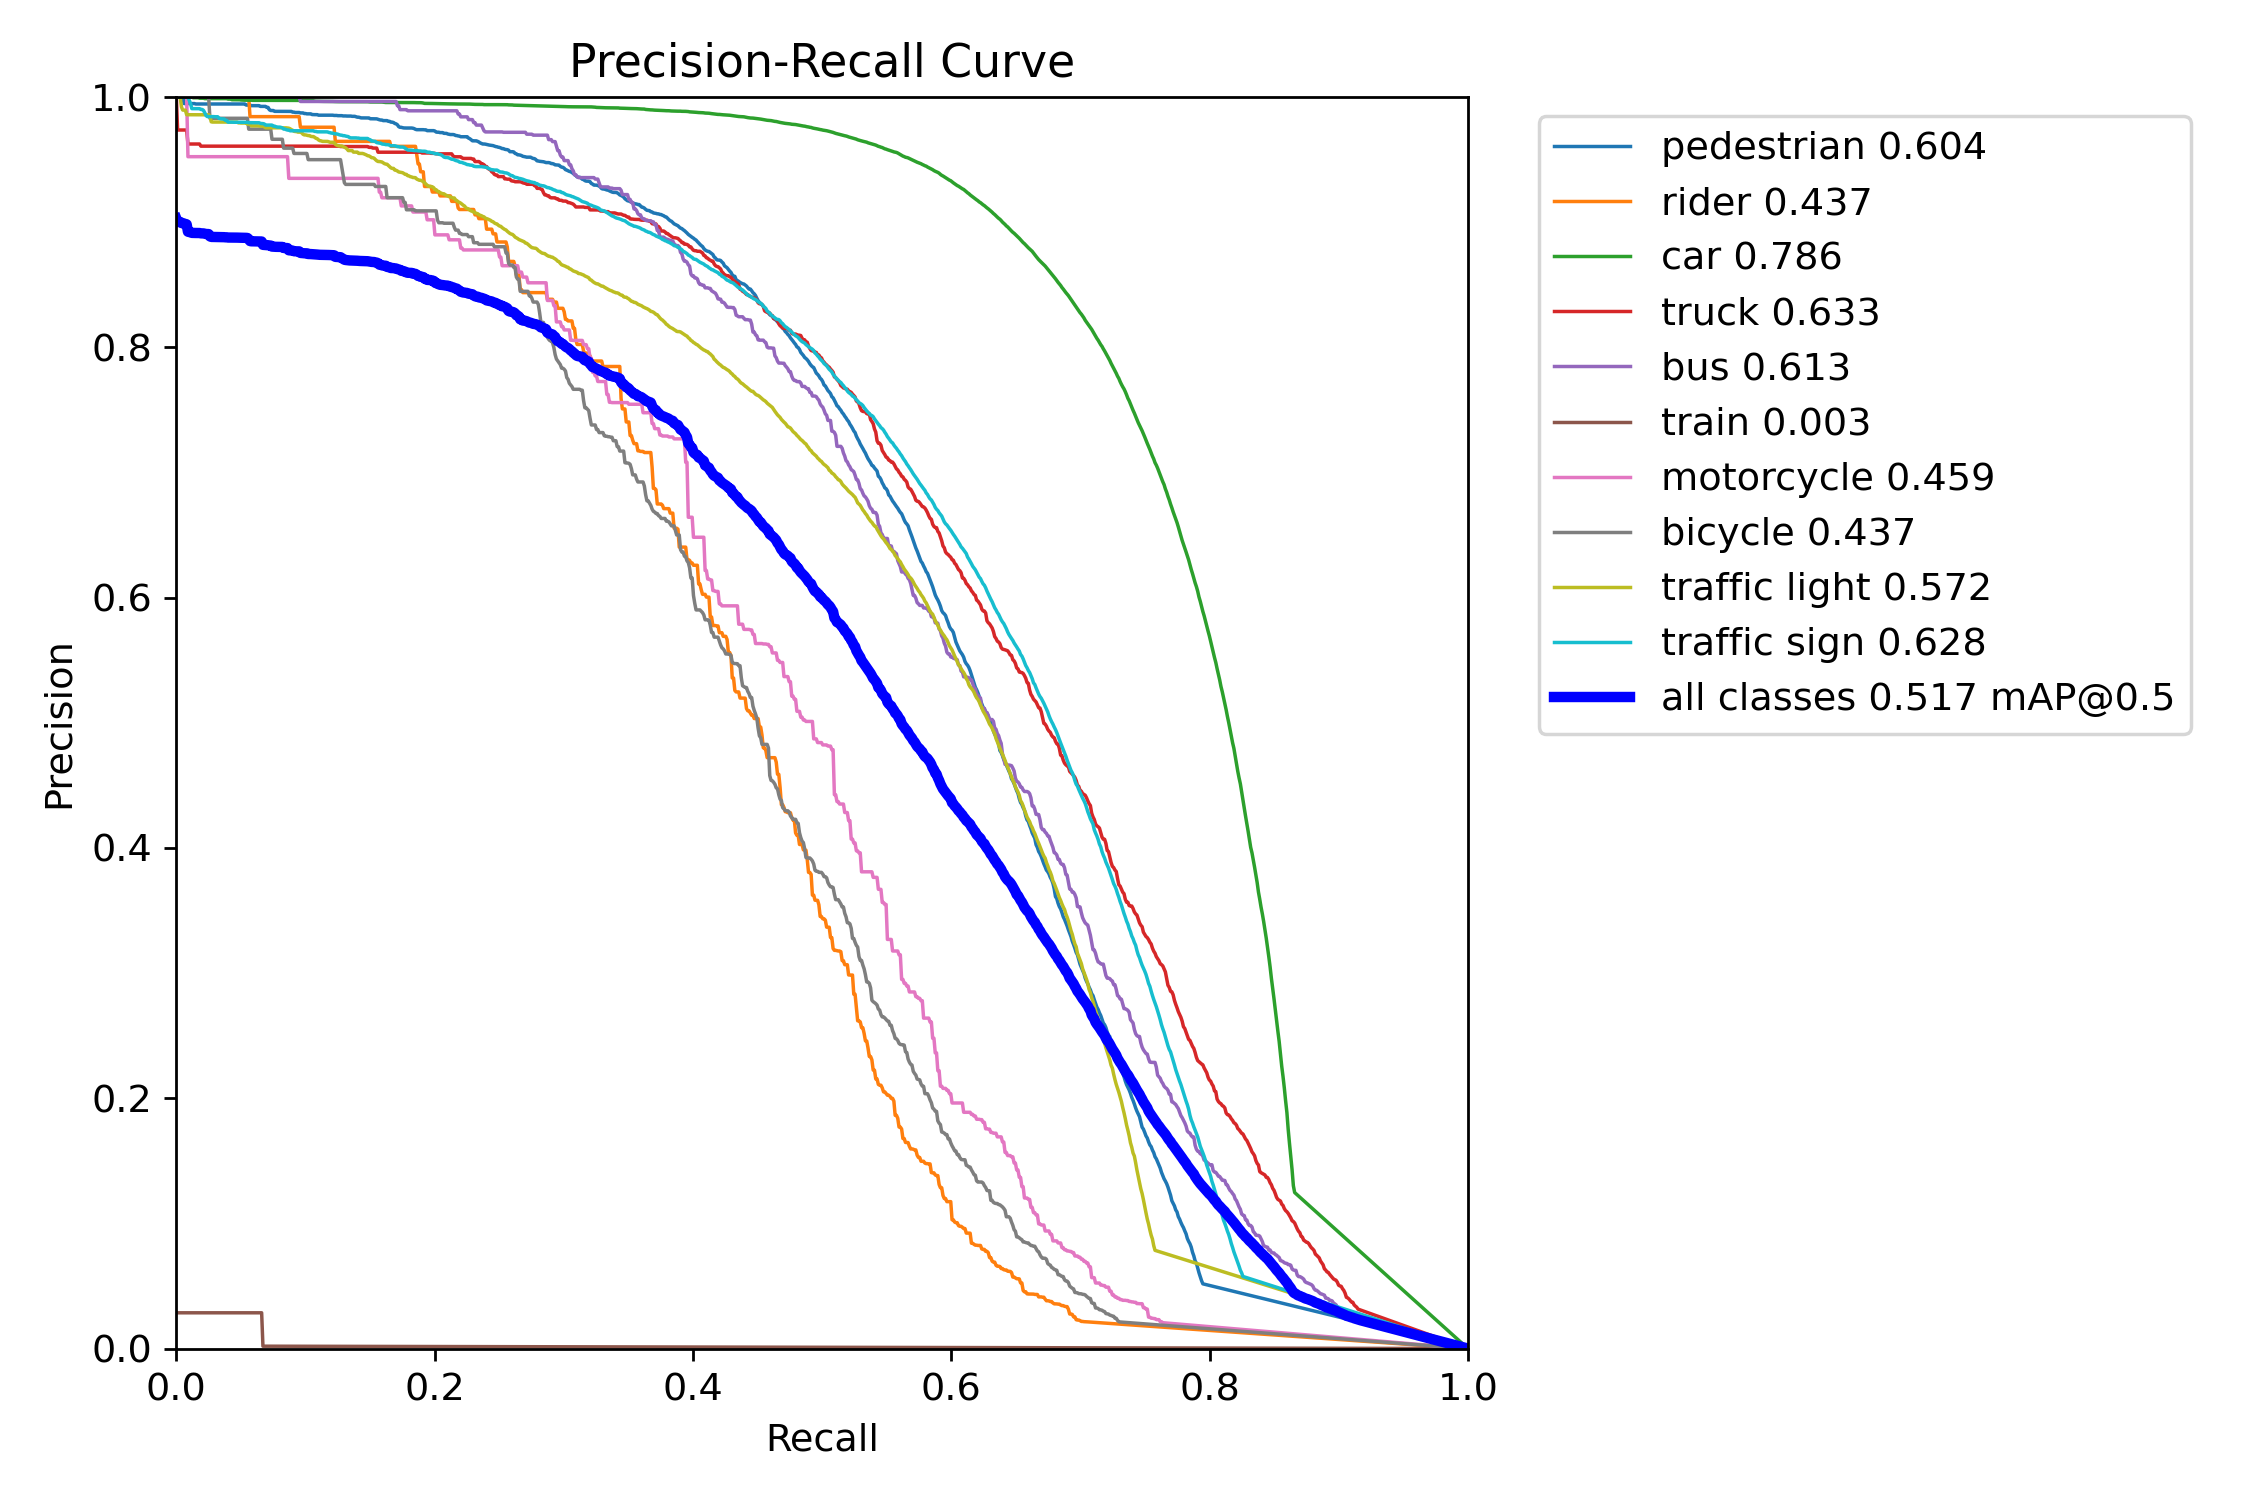 Precision-Recall Curve
1.0
0.8
0.6
0.4
0.2
0.0
Precision
0.0 0.2 0.4 0.6 0.8 1.0
Recall
pedestrian 0.604
rider 0.437
car 0.786
truck 0.633
bus 0.613
train 0.003
motorcycle 0.459
bicycle 0.437
traffic light 0.572
traffic sign 0.628
all classes 0.517 mAP@0.5